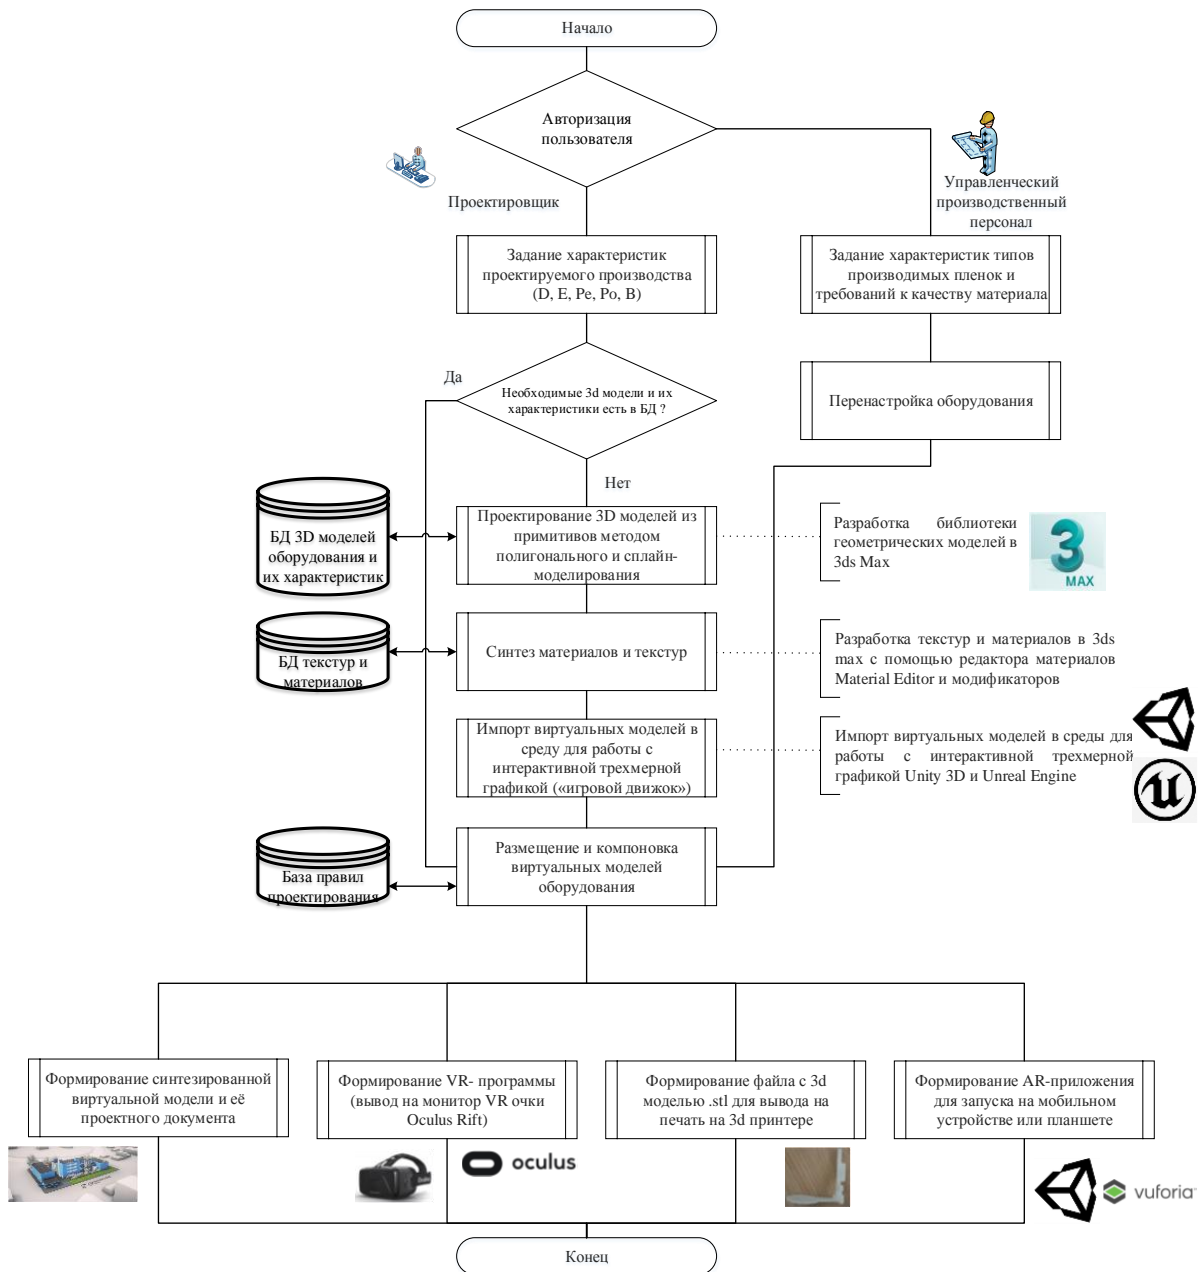 Начало
Авторизация
пользователя
Проектировщик
Управленческий
производственный
персонал
Задание характеристик
проектируемого производства
(D, E, Pe, Po, B)
Задание характеристик типов
производимых пленок и
требований к качеству материала
Да
Необходимые 3d модели и их
характеристики есть в БД ?
Перенастройка оборудования
Нет
БД 3D моделей
оборудования и
их характеристик
Проектирование 3D моделей из
примитивов методом
полигонального и сплайн-
моделирования
Разработка библиотеки
геометрических моделей в
3ds Max
3
MAX
БД текстур и
материалов
Синтез материалов и текстур
Разработка текстур и материалов в 3ds
max с помощью редактора материалов
Material Editor и модификаторов
Импорт виртуальных моделей в
среду для работы с
интерактивной трехмерной
графикой («игровой движок»)
Импорт виртуальных моделей в среды для
работы с интерактивной трехмерной
графикой Unity 3D и Unreal Engine
База правил
проектирования
Размещение и компоновка
виртуальных моделей
оборудования
Формирование синтезированной
виртуальной модели и её
проектного документа
Формирование VR- программы
(вывод на монитор VR очки
Oculus Rift)
Формирование файла с 3d
моделью .stl для вывода на
печать на 3d принтере
Формирование AR-приложения
для запуска на мобильном
устройстве или планшете
oculus
vuforia
Конец